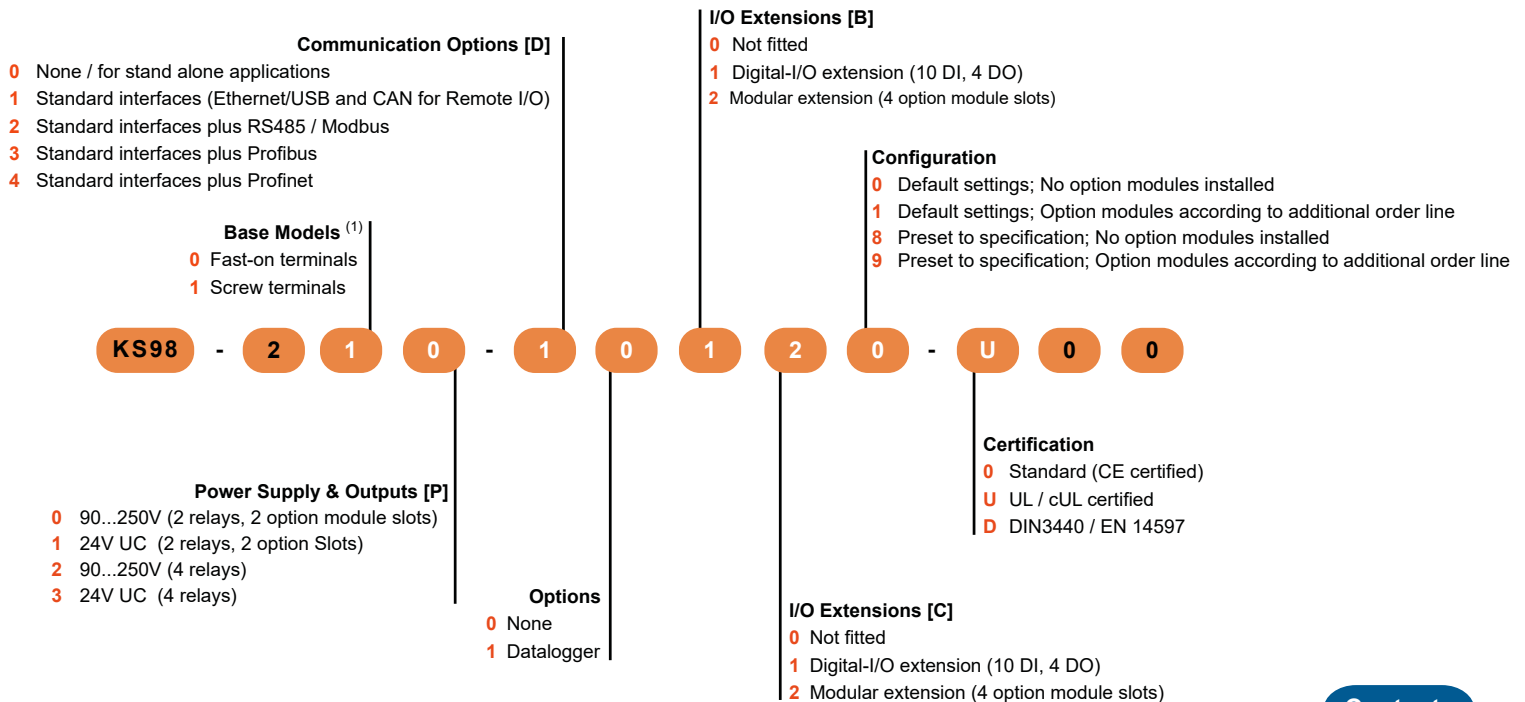 I/O Extensions [B]
0 Not fitted
1 Digital-I/O extension (10 DI, 4 DO)
2 Modular extension (4 option module slots)
Communication Options [D]
0 None / for stand alone applications
1 Standard interfaces (Ethernet/USB and CAN for Remote I/O)
2 Standard interfaces plus RS485 / Modbus
3 Standard interfaces plus Profibus
4 Standard interfaces plus Profinet
Configuration
0 Default settings; No option modules installed
1 Default settings; Option modules according to additional order line
8 Preset to specification; No option modules installed
9 Preset to specification; Option modules according to additional order line
Base Models (1)
0 Fast-on terminals
1 Screw terminals
KS98 - 2 1 0 - 1 0 1 2 0 - U 0 0
Certification
0 Standard (CE certified)
U UL / cUL certified
D DIN3440 / EN 14597
Power Supply & Outputs [P]
0 90...250V (2 relays, 2 option module slots)
1 24V UC (2 relays, 2 option Slots)
2 90...250V (4 relays)
3 24V UC (4 relays)
Options
0 None
1 Datalogger
I/O Extensions [C]
0 Not fitted
1 Digital-I/O extension (10 DI, 4 DO)
2 Modular extension (4 option module slots)